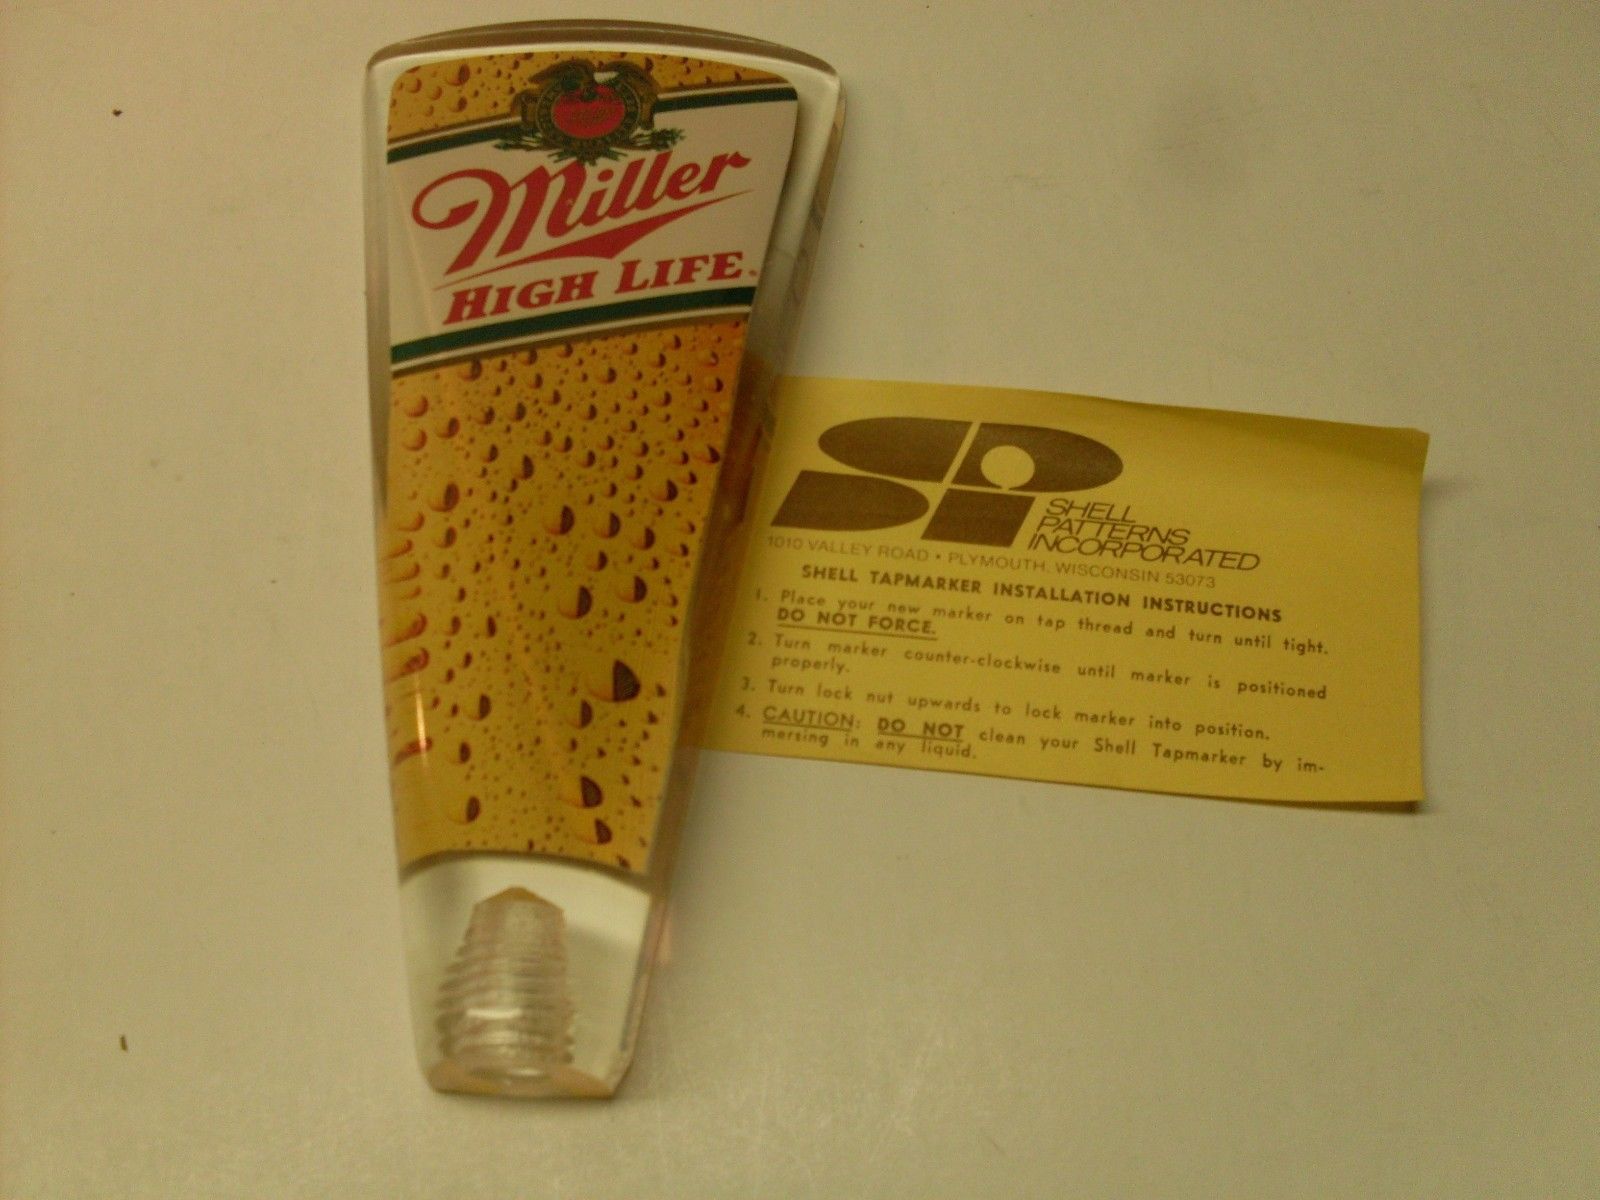 Miller
HIGH LIFE
SHELL
PATTERNS
INCORPORATED
1010 VALLEY ROAD • PLYMOUTH, WISCONSIN 53073
SHELL TAPMARKER INSTALLATION INSTRUCTIONS
1. Place your new marker on tap thread and turn until tight.
DO NOT FORCE.
2. Turn marker counter-clockwise until marker is positioned
properly.
3. Turn lock nut upwards to lock marker into position.
4. CAUTION: DO NOT clean your Shell Tapmarker by im-
mersing in any liquid.